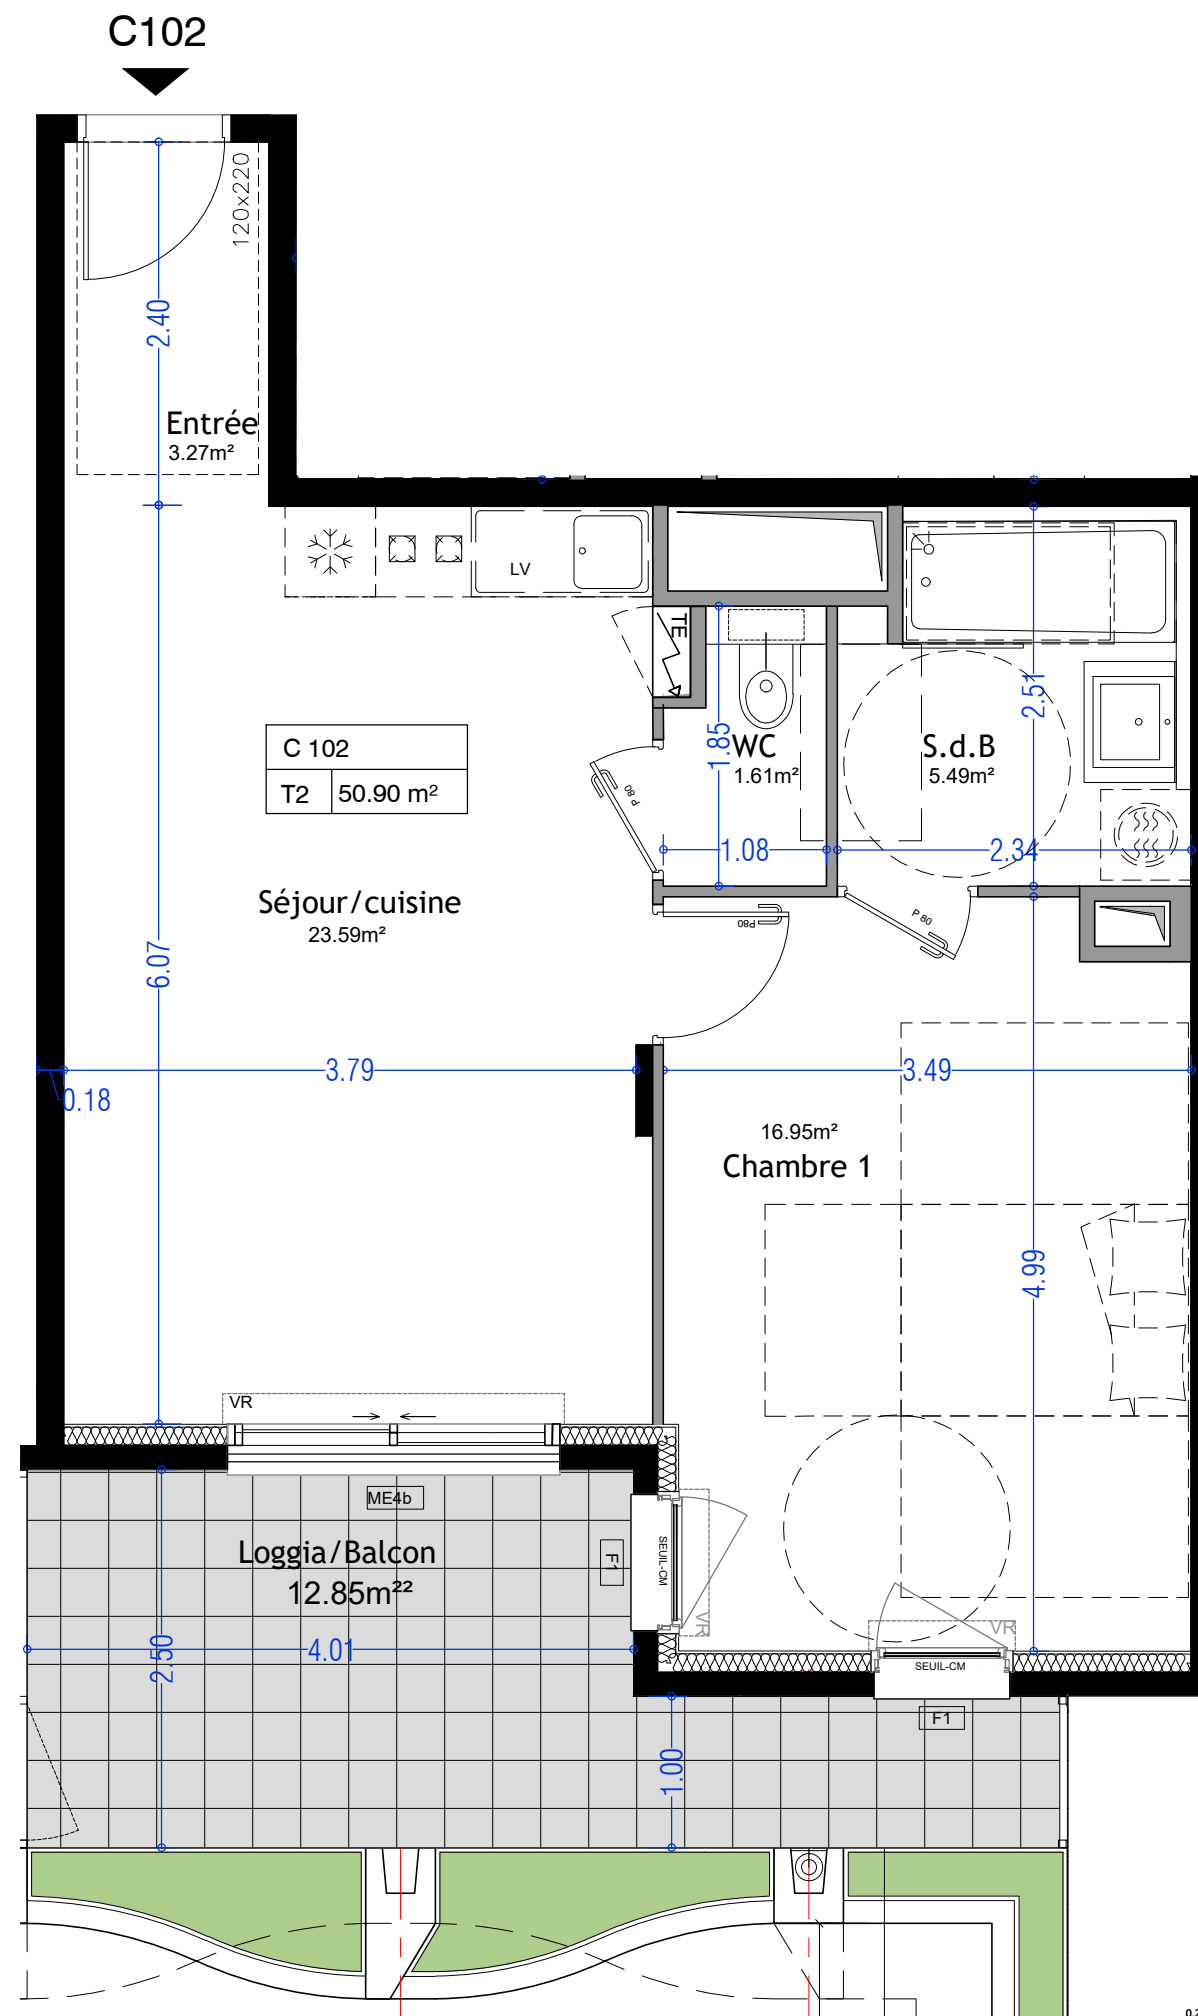 C102
120x220
2.40
Entrée
3.27m²
LV
TE
2.51
C 102
T2 50.90 m²
1.85
WC
1.61m²
S.d.B
5.49m²
P 80
1.08
2.34
Séjour/cuisine
23.59m²
P80
P 80
6.07
3.79
3.49
0.18
16.95m²
Chambre 1
4.99
VR
ME4b
Loggia/Balcon
12.85m²²
F1
SEUIL-CM
VR
VR
SEUIL-CM
F1
2.50
4.01
1.00